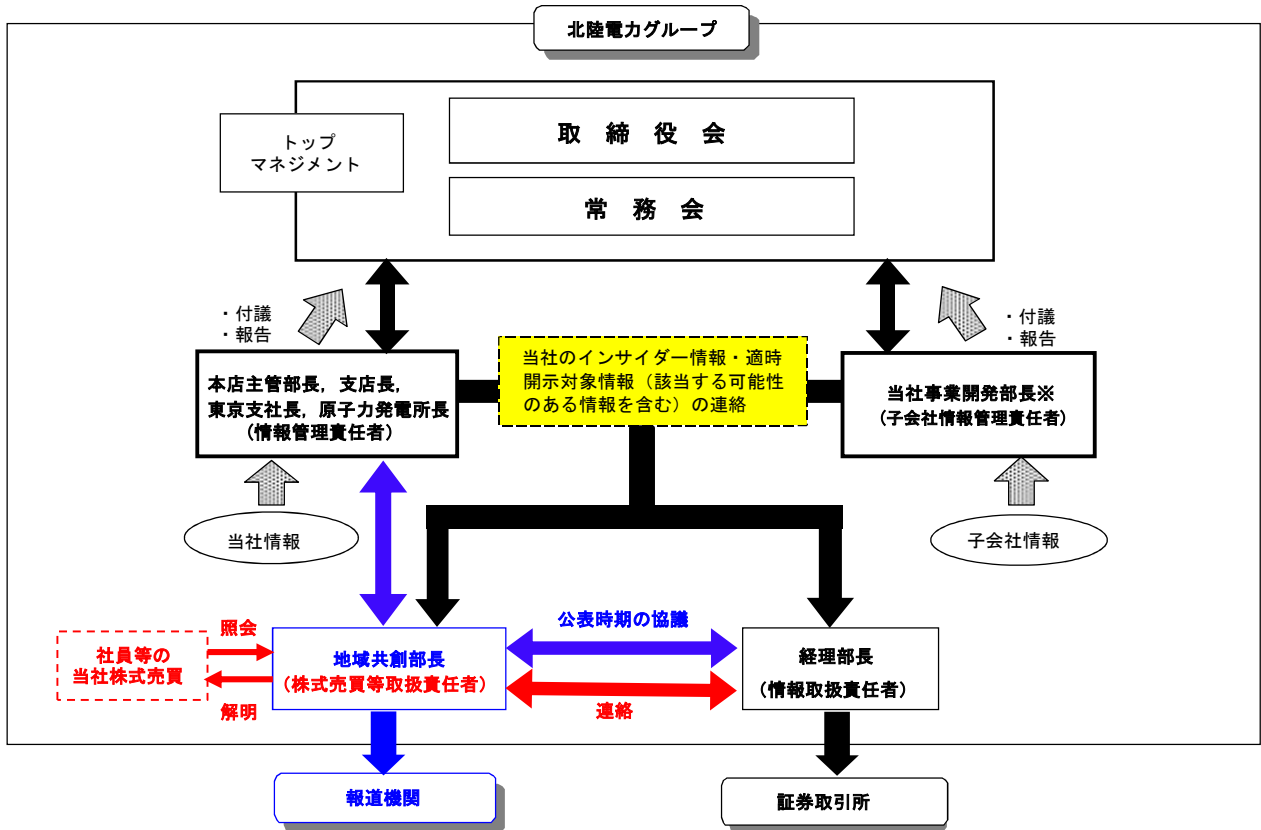 北陸電力グループ
取締役会
トップ
マネジメント
常務会
・付議
・報告
・付議
・報告
本店主管部長，支店長，
東京支社長，原子力発電所長
（情報管理責任者）
当社のインサイダー情報・適時
開示対象情報（該当する可能性
のある情報を含む）の連絡
当社事業開発部長※
（子会社情報管理責任者）
当社情報
子会社情報
照会
社員等の
当社株式売買
解明
地域共創部長
（株式売買等取扱責任者）
公表時期の協議
連絡
経理部長
（情報取扱責任者）
報道機関
証券取引所